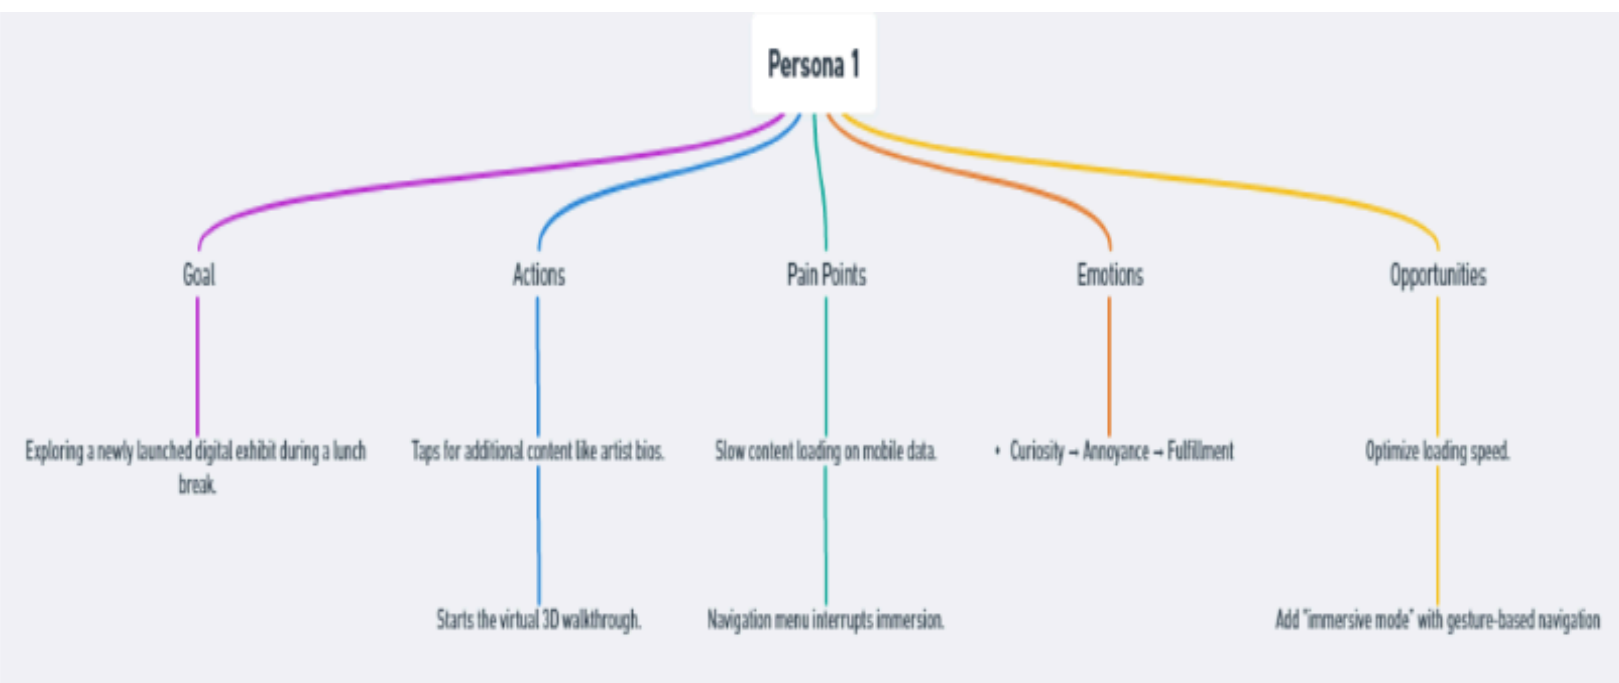 Persona 1
Goal
Actions
Pain Points
Emotions
Opportunities
Exploring a newly launched digital exhibit during a lunch
break.
Taps for additional content like artist bios.
Slow content loading on mobile data.
• Curiosity → Annoyance → Fulfillment
Optimize loading speed.
Starts the virtual 3D walkthrough.
Navigation menu interrupts immersion.
Add "immersive mode" with gesture-based navigation